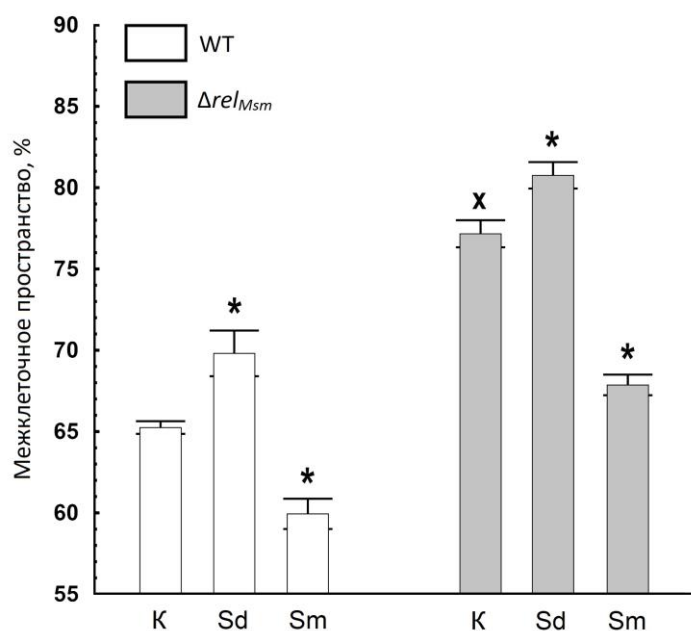 Межклеточное пространство, %
90
85
80
75
70
65
60
55
WT
Δrel_Msm
*
*
x
*
*
K Sd Sm K Sd Sm